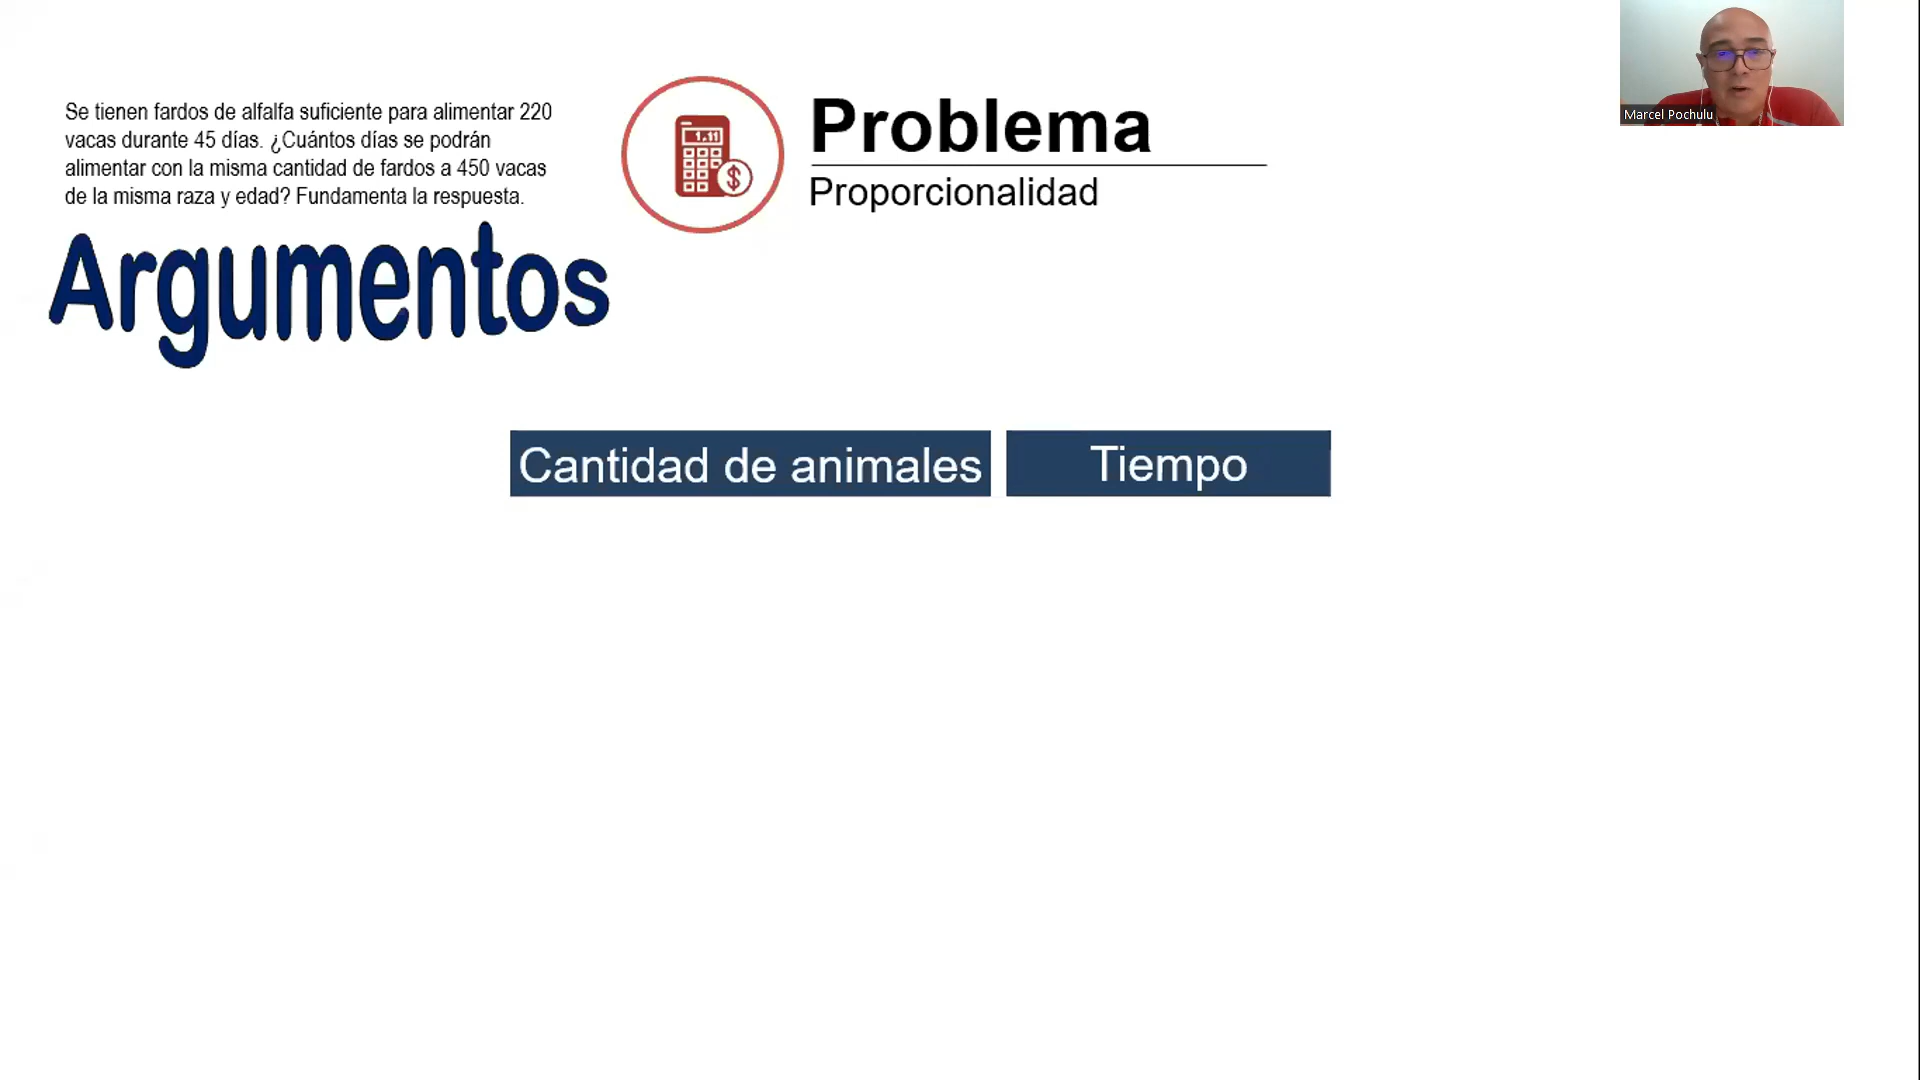 Se tienen fardos de alfalfa suficiente para alimentar 220
vacas durante 45 días. ¿Cuántos días se podrán
alimentar con la misma cantidad de fardos a 450 vacas
de la misma raza y edad? Fundamenta la respuesta.
Argumentos
1.11
$
Problema
Proporcionalidad
Marcel Pochulu
Cantidad de animales
Tiempo